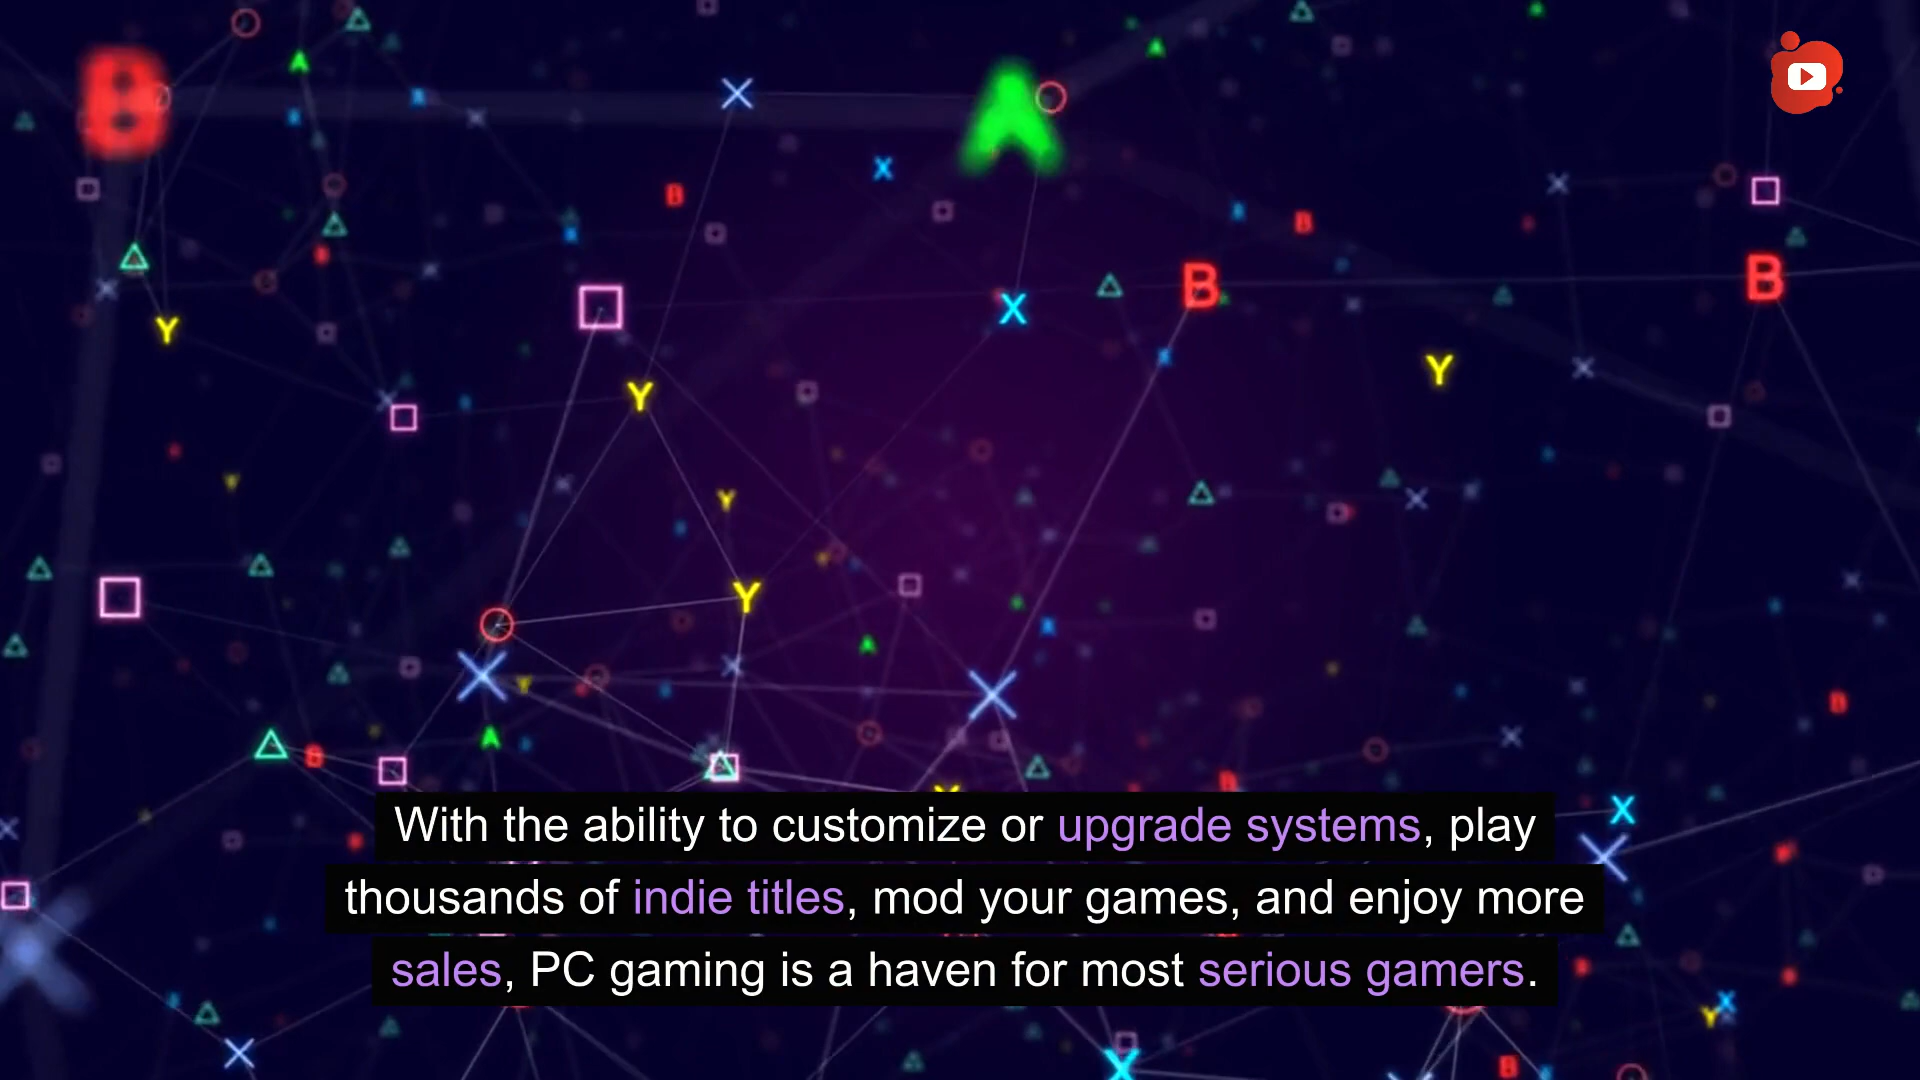 With the ability to customize or upgrade systems, play
thousands of indie titles, mod your games, and enjoy more
sales, PC gaming is a haven for most serious gamers.